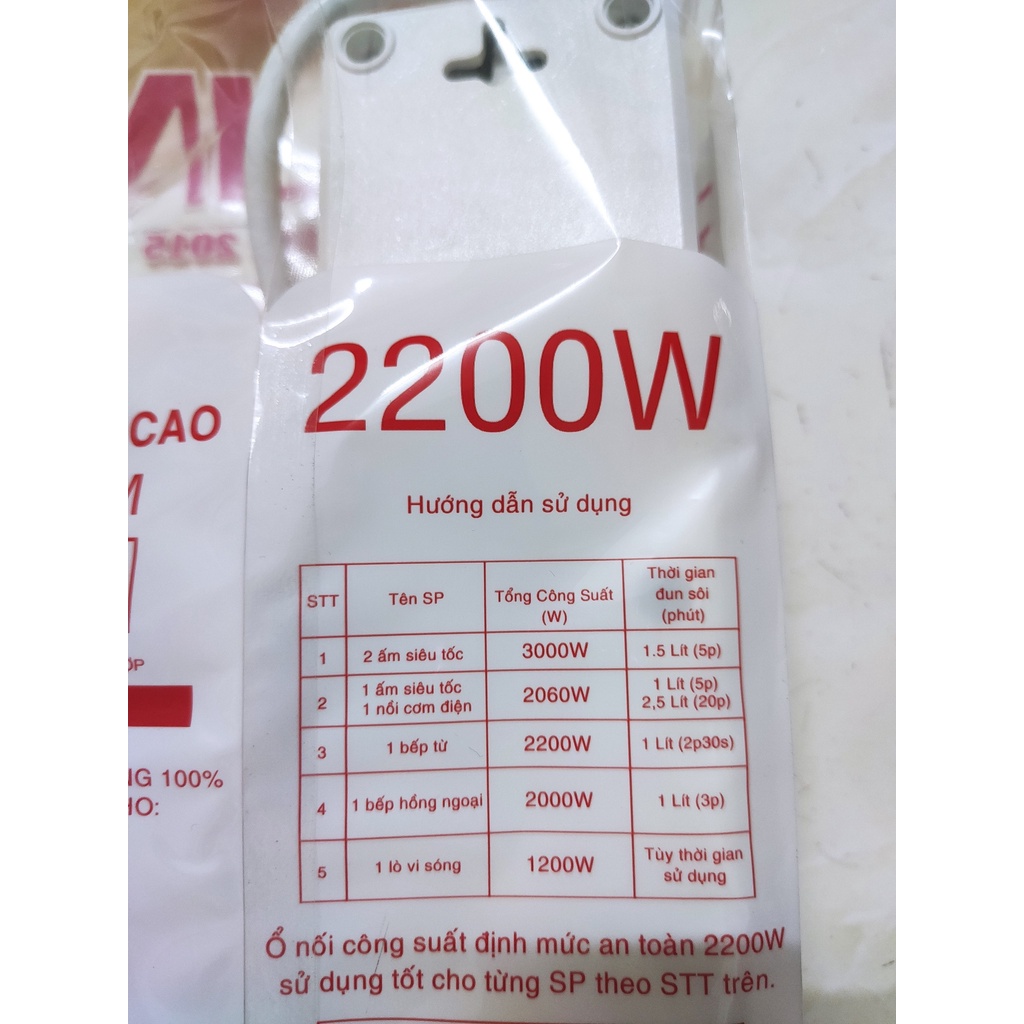 2015
CAO
M
ỢP
NG 100%
HO:
2200W
Hướng dẫn sử dụng
STT
Tên SP
Tổng Công Suất
(W)
Thời gian
đun sôi
(phút)
1
2 ấm siêu tốc
3000W
1.5 Lít (5p)
2
1 ấm siêu tốc
1 nồi cơm điện
2060W
1 Lít (5p)
2,5 Lít (20p)
3
1 bếp từ
2200W
1 Lít (2p30s)
4
1 bếp hồng ngoại
2000W
1 Lít (3p)
5
1 lò vi sóng
1200W
Tùy thời gian
sử dụng
Ổ nối công suất định mức an toàn 2200W
sử dụng tốt cho từng SP theo STT trên.